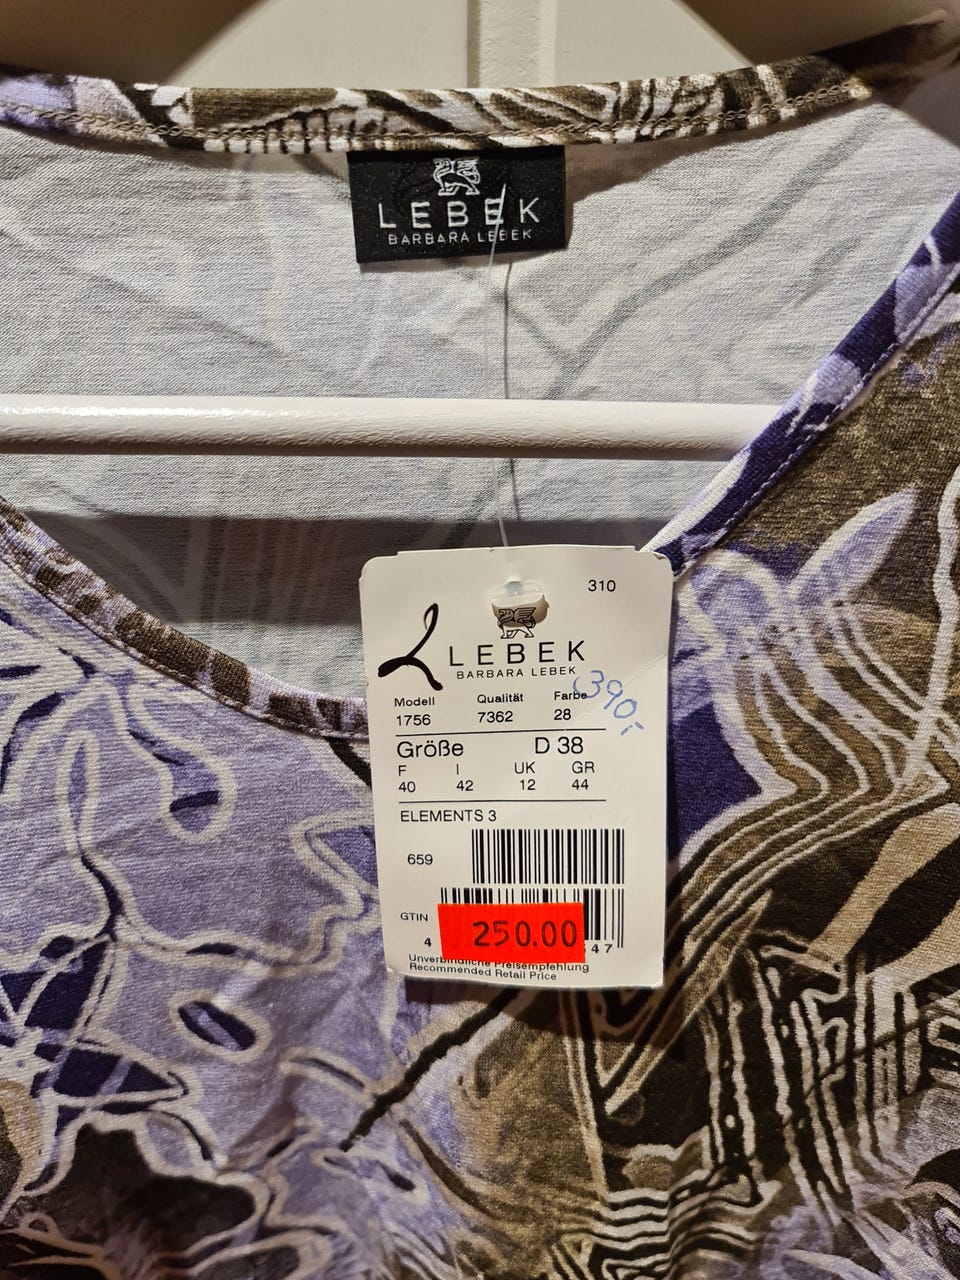 LEBEK
BARBARA LEBEK
310
LEBEK
BARBARA LEBEK
390,-
Modell Qualität Farbe
1756 7362 28
Größe D 38
F I UK GR
40 42 12 44
ELEMENTS 3
659
GTIN
4 250.00 47
Unverbindliche Preisempfehlung
Recommended Retail Price